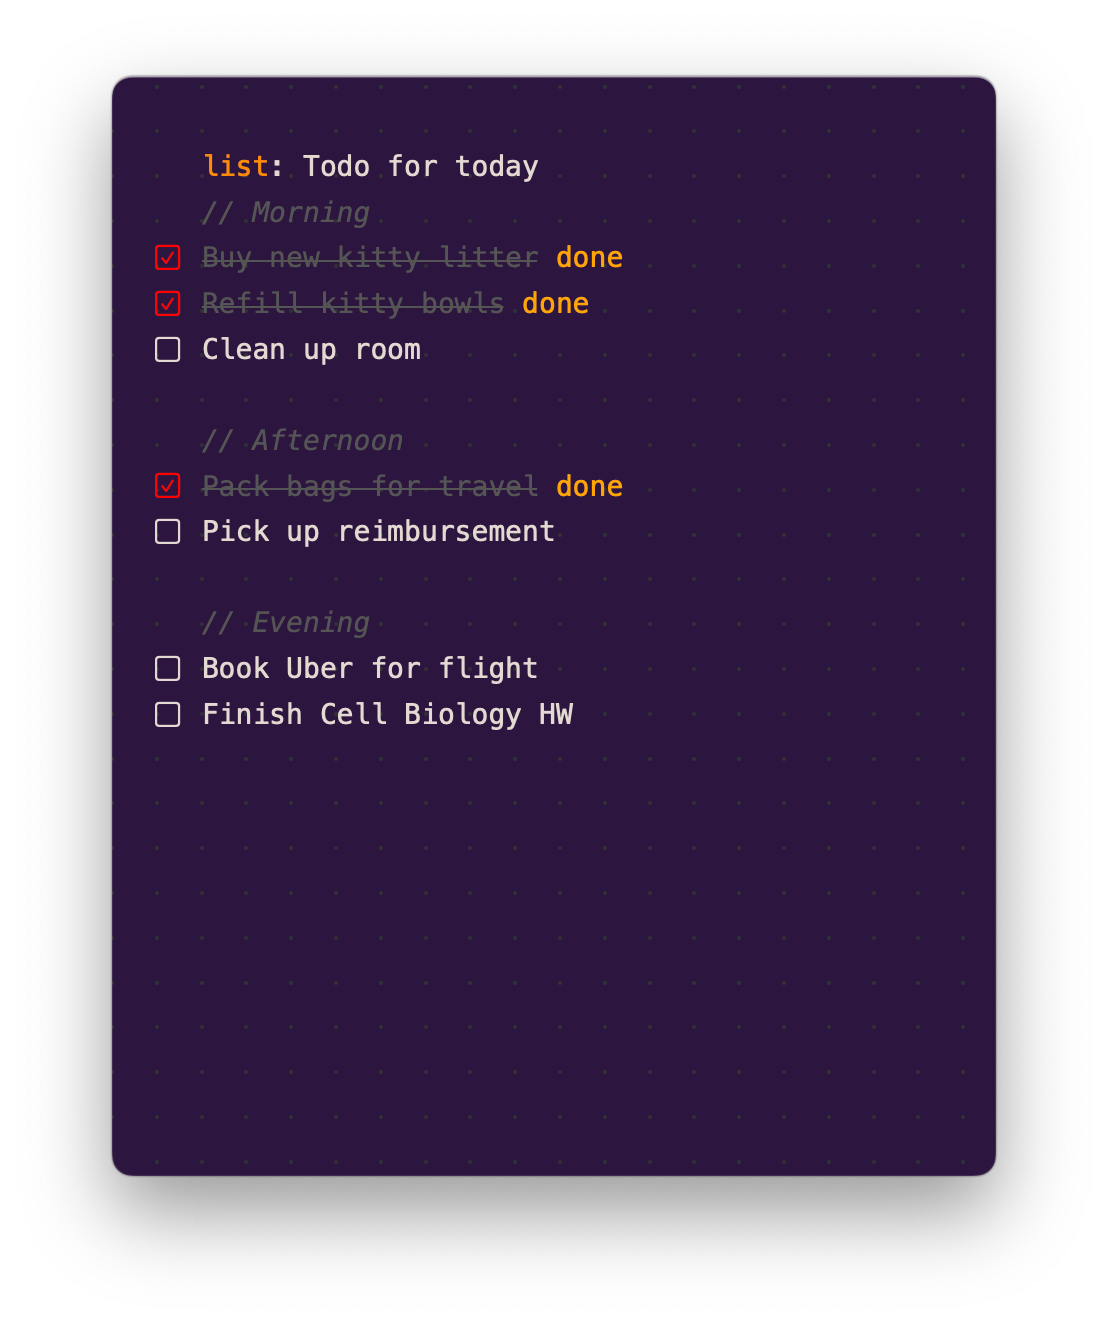 list: Todo for today
// Morning
Buy new kitty litter done
Refill kitty bowls done
Clean up room
// Afternoon
Pack bags for travel done
Pick up reimbursement
// Evening
Book Uber for flight
Finish Cell Biology HW